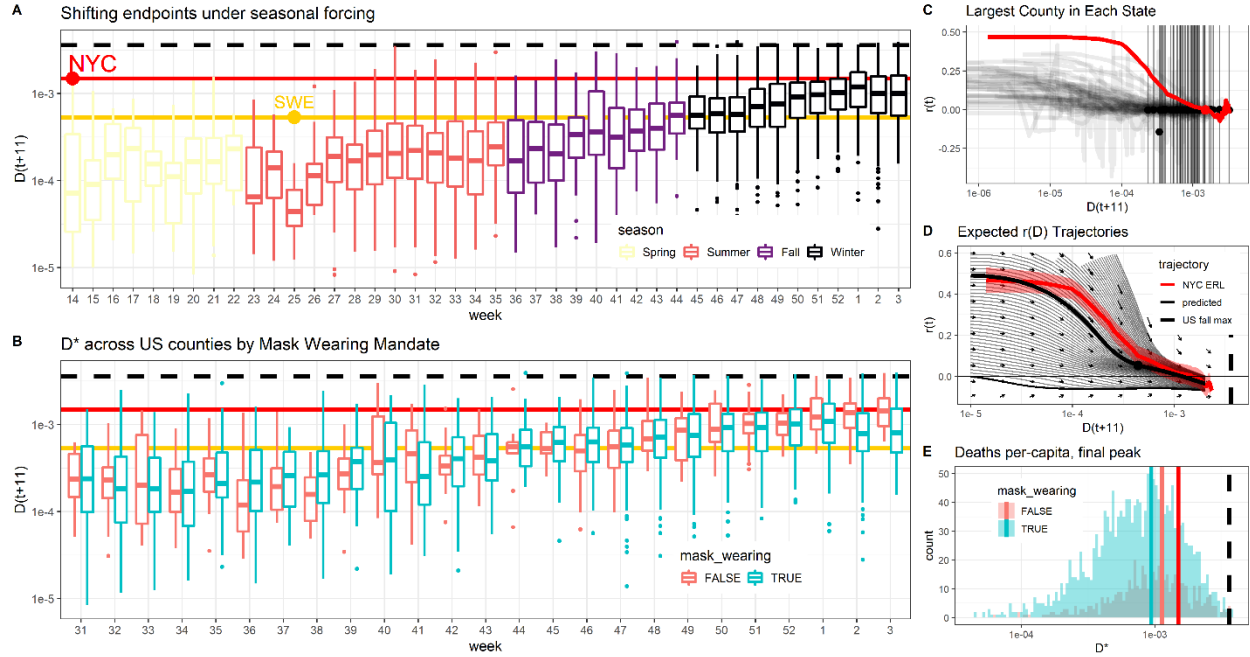 A
Shifting endpoints under seasonal forcing
NYC
SWE
D(t+11)
1e-3
1e-4
1e-5
season
Spring
Summer
Fall
Winter
14 15 16 17 18 19 20 21 22 23 24 25 26 27 28 29 30 31 32 33 34 35 36 37 38 39 40 41 42 43 44 45 46 47 48 49 50 51 52 1 2 3
week
B
D* across US counties by Mask Wearing Mandate
D(t+11)
1e-3
1e-4
1e-5
mask_wearing
FALSE
TRUE
31 32 33 34 35 36 37 38 39 40 41 42 43 44 45 46 47 48 49 50 51 52 1 2 3
week
C
Largest County in Each State
r(t)
0.50
0.25
0.00
-0.25
1e-06 1e-05 1e-04 1e-03
D(t+11)
D
Expected r(D) Trajectories
r(t)
0.6
0.4
0.2
0.0
trajectory
NYC ERL
predicted
US fall max
1e-5 1e-4 1e-3
D(t+11)
E
Deaths per-capita, final peak
count
50
40
30
20
10
0
mask_wearing
FALSE
TRUE
1e-04 1e-03
D*